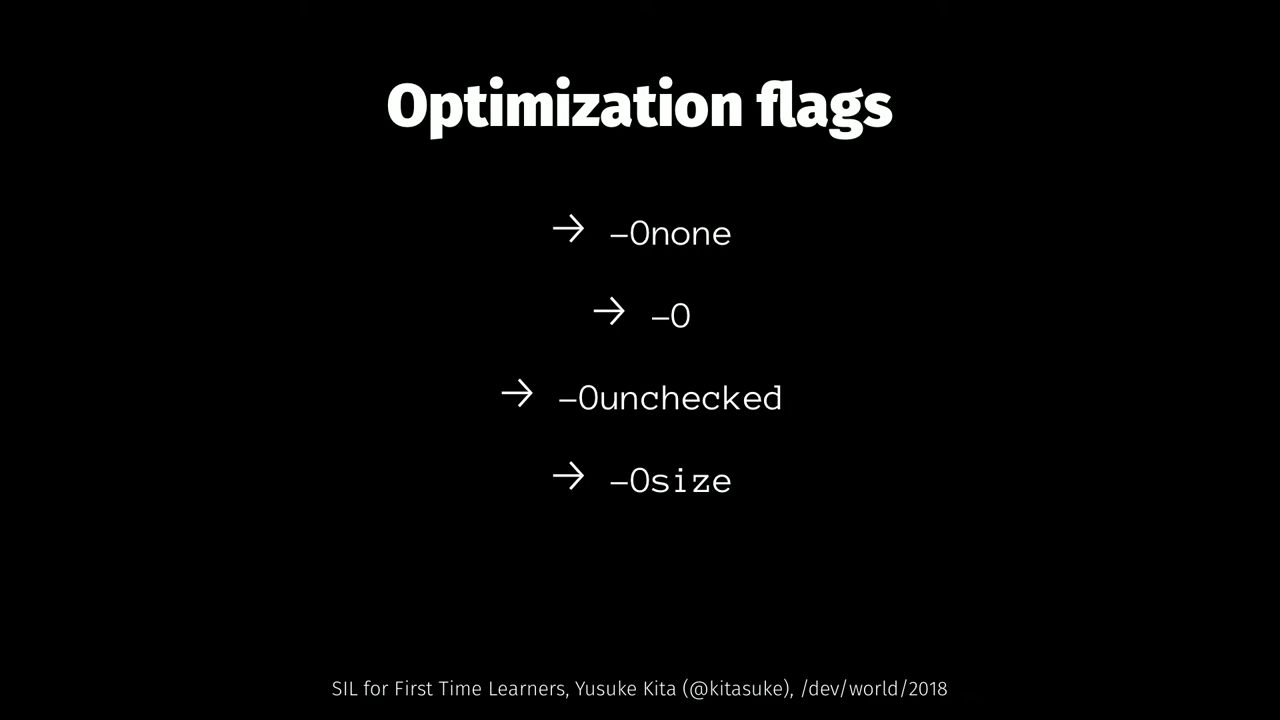 Optimization flags
→ -Onone
→ -O
→ -Ounchecked
→ -Osize
SIL for First Time Learners, Yusuke Kita (@kitasuke), /dev/world/2018